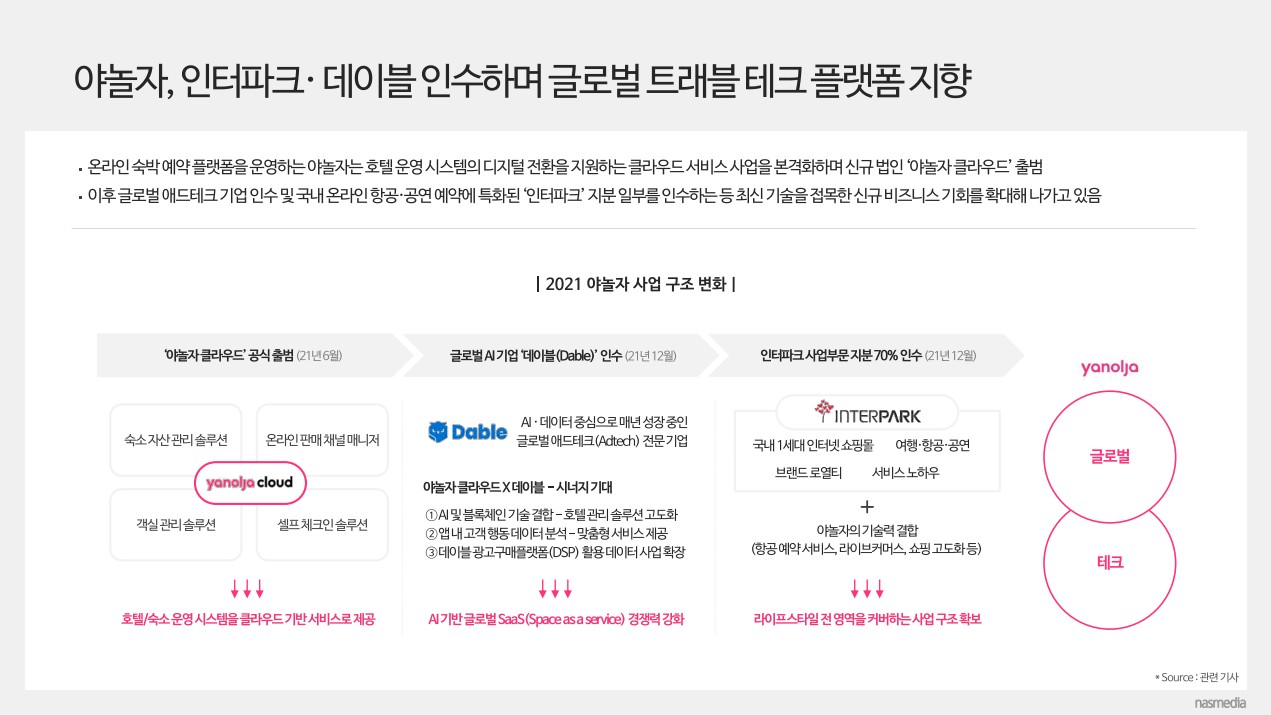 야놀자, 인터파크· 데이블 인수하며 글로벌 트래블 테크 플랫폼 지향
· 온라인 숙박 예약 플랫폼을 운영하는 야놀자는 호텔 운영 시스템의 디지털 전환을 지원하는 클라우드 서비스 사업을 본격화하며 신규 법인 ‘야놀자 클라우드’ 출범
· 이후 글로벌 애드테크 기업 인수 및 국내 온라인 항공·공연 예약에 특화된 ‘인터파크’ 지분 일부를 인수하는 등 최신 기술을 접목한 신규 비즈니스 기회를 확대해 나가고 있음
| 2021 야놀자 사업 구조 변화 |
‘야놀자 클라우드’ 공식 출범 (21년 6월)
숙소 자산 관리 솔루션
온라인 판매 채널 매니저
yanolja cloud
객실 관리 솔루션
셀프 체크인 솔루션
호텔/숙소 운영 시스템을 클라우드 기반 서비스로 제공
글로벌 AI 기업 ‘데이블(Dable)’ 인수 (21년 12월)
Dable
AI · 데이터 중심으로 매년 성장 중인
글로벌 애드테크(Adtech) 전문 기업
야놀자 클라우드 X 데이블 – 시너지 기대
① AI 및 블록체인 기술 결합 – 호텔 관리 솔루션 고도화
② 앱 내 고객 행동 데이터 분석 – 맞춤형 서비스 제공
③ 데이블 광고구매플랫폼(DSP) 활용 데이터 사업 확장
AI 기반 글로벌 SaaS(Space as a service) 경쟁력 강화
인터파크 사업부문 지분 70% 인수 (21년 12월)
INTERPARK
국내 1세대 인터넷 쇼핑몰 여행·항공·공연
브랜드 로열티 서비스 노하우
+
야놀자의 기술력 결합
(항공 예약 서비스, 라이브커머스, 쇼핑 고도화 등)
라이프스타일 전 영역을 커버하는 사업 구조 확보
yanolja
글로벌
테크
* Source : 관련 기사
nasmedia